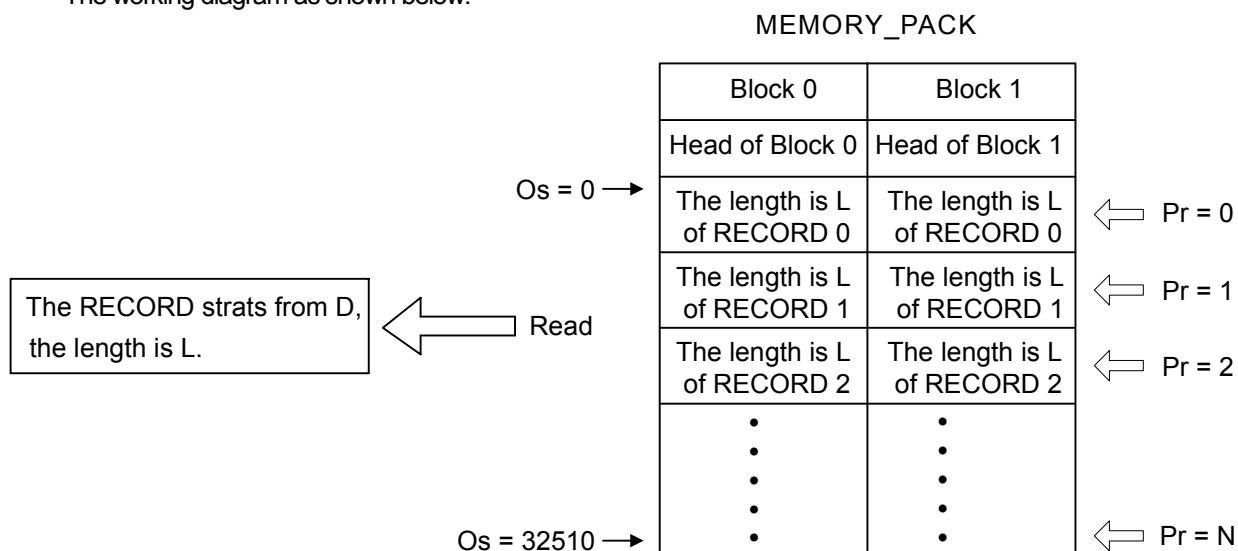 The working diagram as shown below:
MEMORY_PACK
Block 0 Block 1
Head of Block 0 Head of Block 1
Os = 0
The length is L of RECORD 0
The length is L of RECORD 0
Pr = 0
The RECORD strats from D,
the length is L.
Read
The length is L of RECORD 1
The length is L of RECORD 1
Pr = 1
The length is L of RECORD 2
The length is L of RECORD 2
Pr = 2
Os = 32510
Pr = N